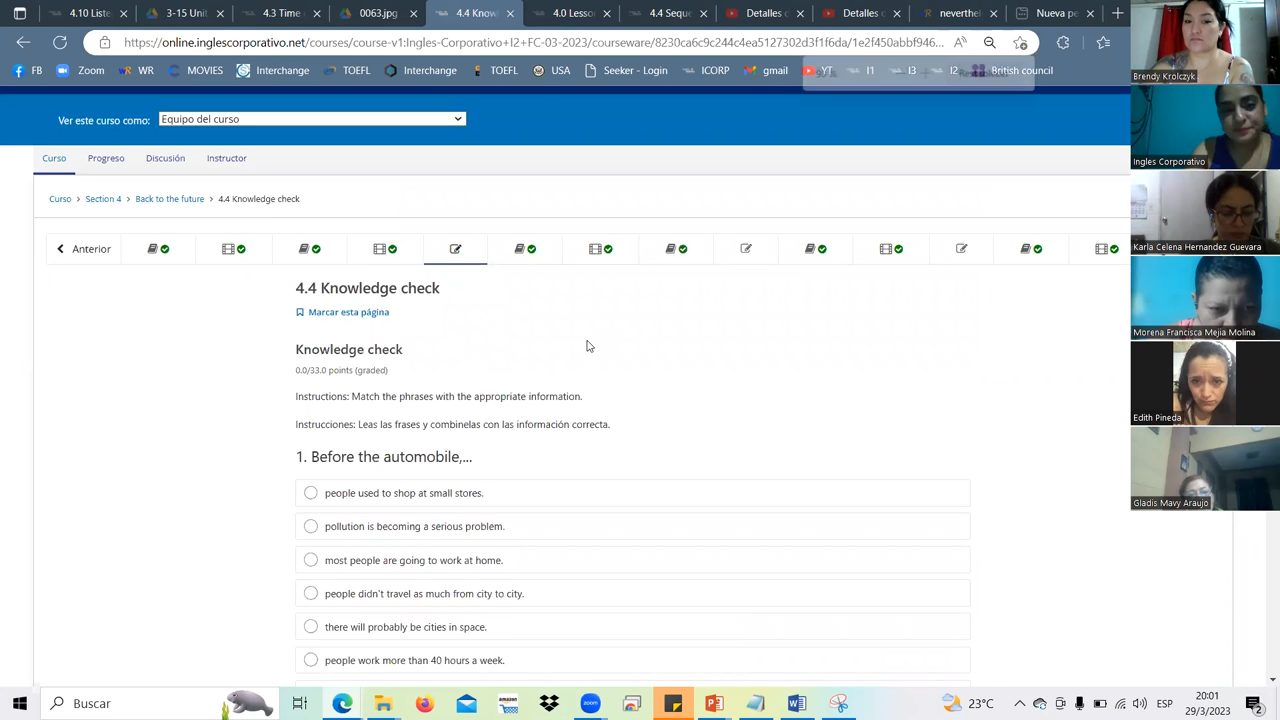 4.10 Listen
3-15 Unit
4.3 Time
0063.jpg
4.4 Know
4.0 Lesso
4.4 Seque
Detalles c
Detalles c
neverthe
Nueva pe
https://online.inglescorporativo.net/courses/course-v1:Ingles-Corporativo+I2+FC-03-2023/courseware/8230ca6c9c244c4ea5127302d3f1f6da/1e2f450abbf946...
FB
Zoom
WR
MOVIES
Interchange
TOEFL
Interchange
TOEFL
USA
Seeker - Login
ICORP
gmail
YT
I1
I3
I2
British council
Ver este curso como:
Equipo del curso
Curso
Progreso
Discusión
Instructor
Curso > Section 4 > Back to the future > 4.4 Knowledge check
Anterior
4.4 Knowledge check
Marcar esta página
Knowledge check
0.0/33.0 points (graded)
Instructions: Match the phrases with the appropriate information.
Instrucciones: Leas las frases y combinelas con las información correcta.
1. Before the automobile,...
people used to shop at small stores.
pollution is becoming a serious problem.
most people are going to work at home.
people didn't travel as much from city to city.
there will probably be cities in space.
people work more than 40 hours a week.
Brendy Krolczyk
Ingles Corporativo
Karla Celena Hernandez Guevara
Morena Francisca Mejia Molina
Edith Pineda
Gladis Mavy Araujo
Buscar
amazon
zoom
23°C
ESP
20:01
29/3/2023
2